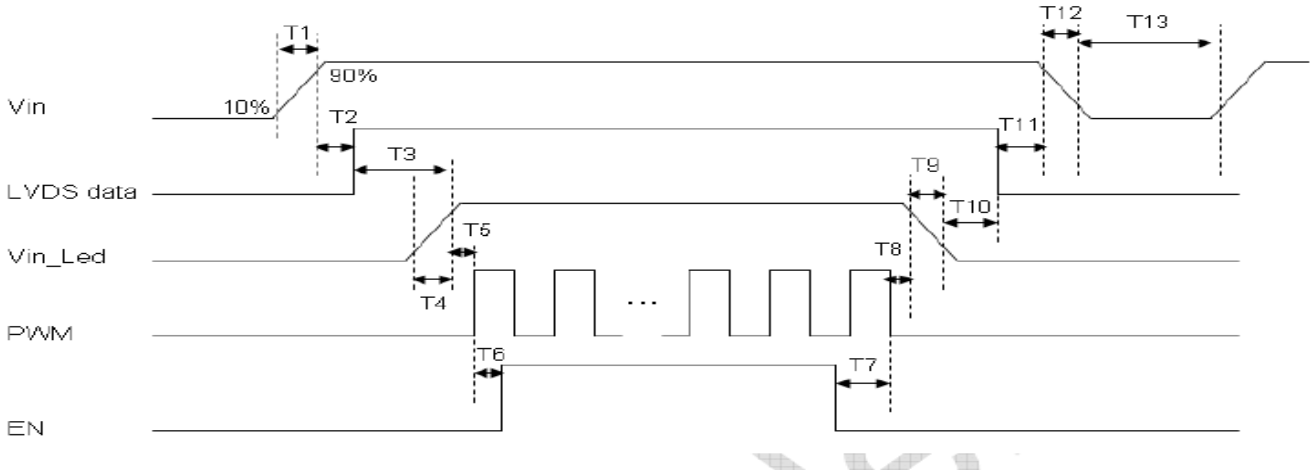 T1
T12
T13
90%
Vin
10%
T2
T11
T3
T9
LVDS data
T10
T5
Vin_Led
T8
T4
...
PWM
T6
T7
EN